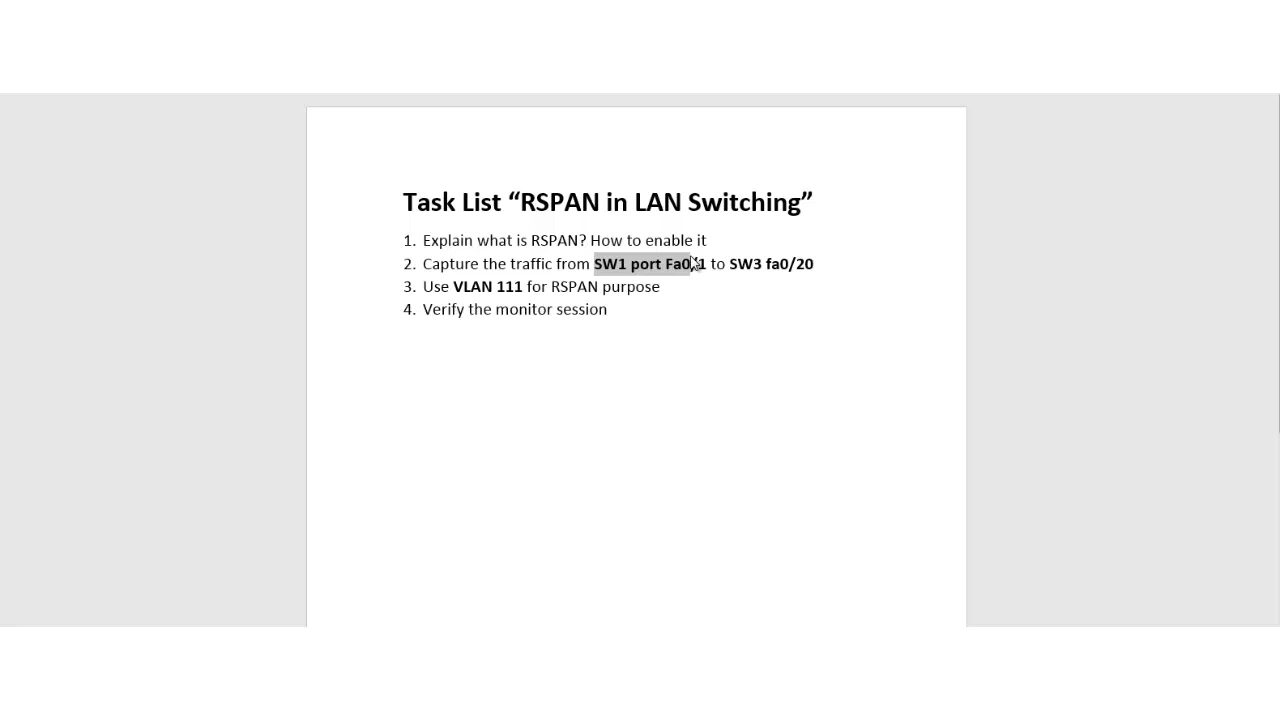 Task List “RSPAN in LAN Switching”
1. Explain what is RSPAN? How to enable it
2. Capture the traffic from SW1 port Fa0/1 to SW3 fa0/20
3. Use VLAN 111 for RSPAN purpose
4. Verify the monitor session